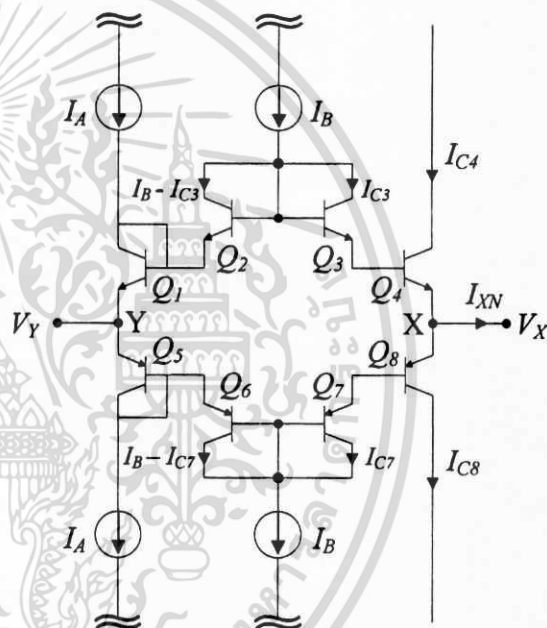 I_A
I_B
I_C4
I_B - I_C3
I_C3
Q_1
Q_2
Q_3
Q_4
I_XN
V_Y
Y
X
V_X
Q_5
Q_6
Q_7
Q_8
I_B - I_C7
I_C7
I_C8
I_A
I_B